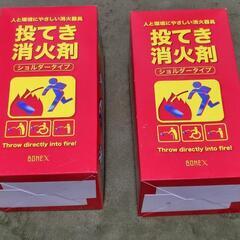 人と環境にやさしい消火器具
投てき
消火剤
ショルダータイプ
Throw directly into fire!
BONEX
人と環境にやさしい消火器具
投てき
消火剤
ショルダータイプ
Throw directly into fire!
BONEX